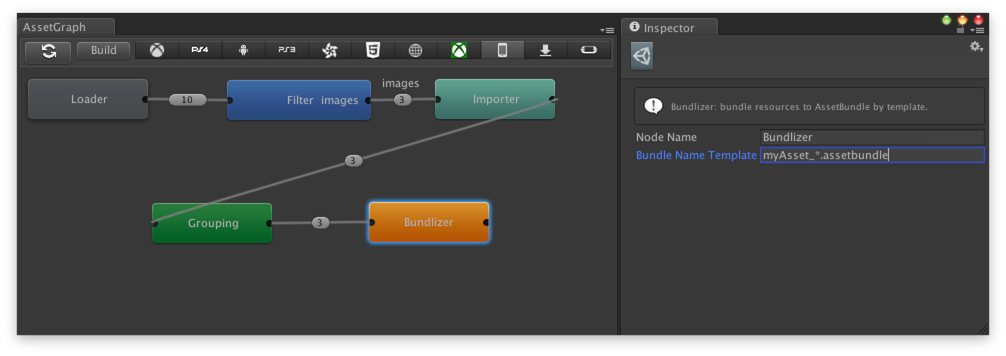 AssetGraph
Build
PS4
PS3
Loader
10
Filter images
images
3
Importer
3
Grouping
3
Bundlizer
Inspector
Bundlizer: bundle resources to AssetBundle by template.
Node Name
Bundlizer
Bundle Name Template
myAsset_*.assetbundle